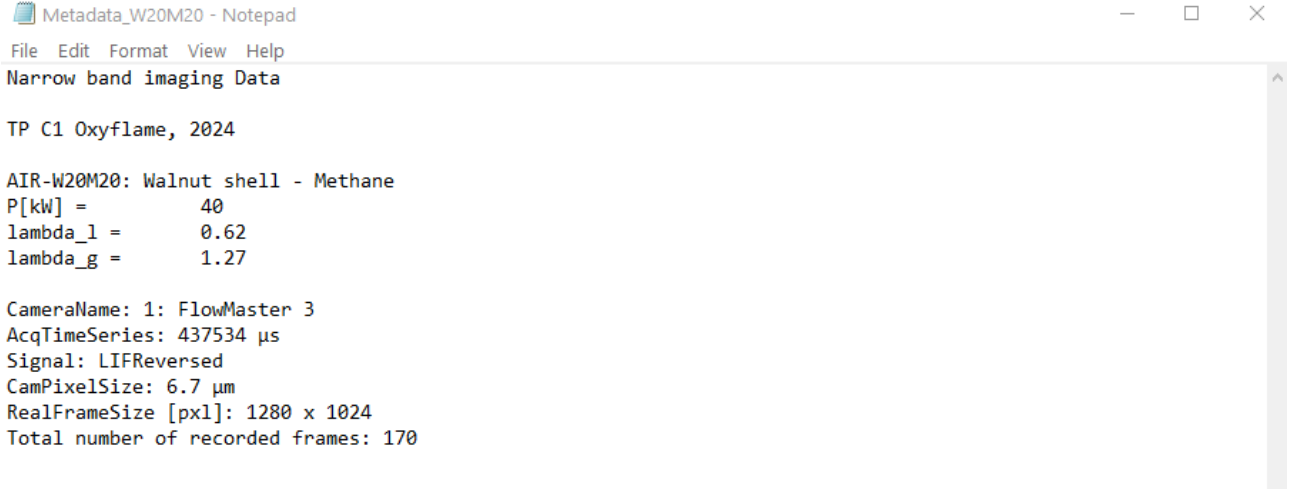 Metadata_W20M20 - Notepad
File Edit Format View Help
Narrow band imaging Data
TP C1 Oxyflame, 2024
AIR-W20M20: Walnut shell - Methane
P[kW] = 40
lambda_l = 0.62
lambda_g = 1.27
CameraName: 1: FlowMaster 3
AcqTimeSeries: 437534 µs
Signal: LIFReversed
CamPixelSize: 6.7 µm
RealFrameSize [pxl]: 1280 x 1024
Total number of recorded frames: 170